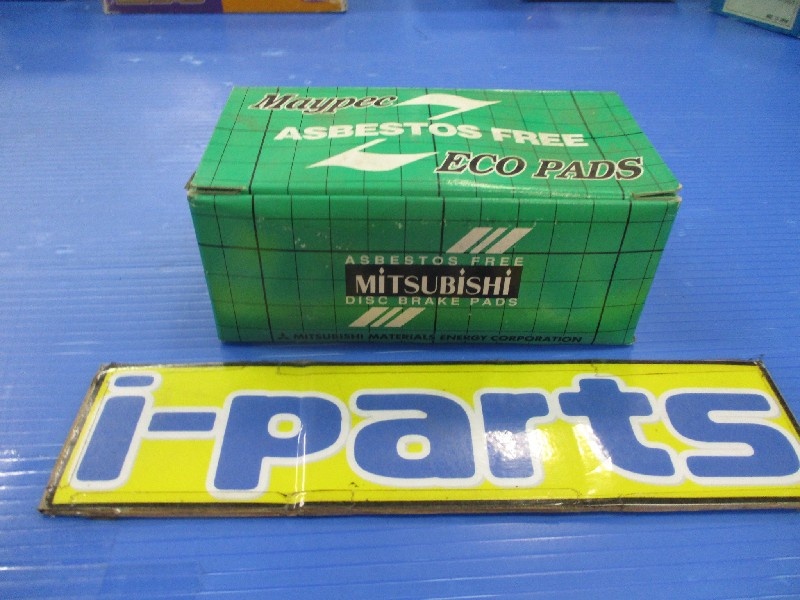 Maypec
ASBESTOS FREE
ECO PADS
ASBESTOS FREE
MiTSUBiSHi
DISC BRAKE PADS
MITSUBISHI MATERIALS ENERGY CORPORATION
i-parts